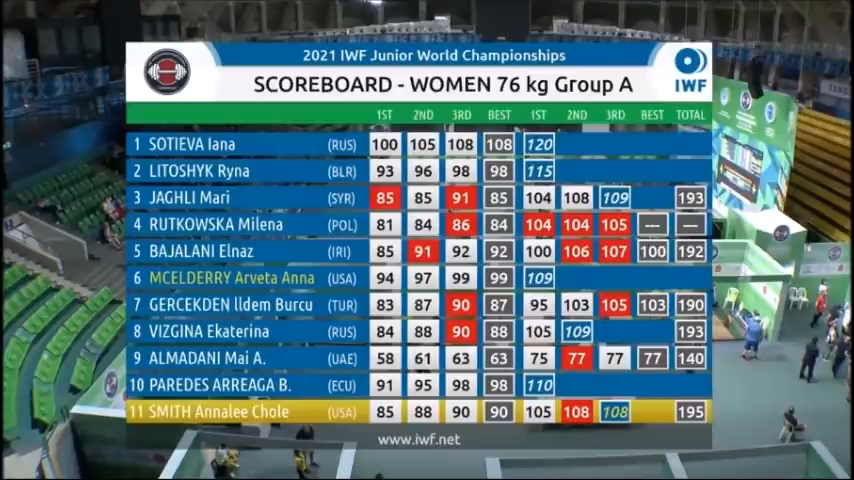 2021 IWF Junior World Championships
SCOREBOARD - WOMEN 76 kg Group A
IWF
1ST 2ND 3RD BEST 1ST 2ND 3RD BEST TOTAL
1 SOTIEVA Iana (RUS) 100 105 108 108 120
2 LITOSHYK Ryna (BLR) 93 96 98 98 115
3 JAGHLI Mari (SYR) 85 85 91 85 104 108 109 193
4 RUTKOWSKA Milena (POL) 81 84 86 84 104 104 105 --- ---
5 BAJALANI Elnaz (IRI) 85 91 92 92 100 106 107 100 192
6 MCELDERRY Arveta Anna (USA) 94 97 99 99 109
7 GERCEKDEN lldem Burcu (TUR) 83 87 90 87 95 103 105 103 190
8 VIZGINA Ekaterina (RUS) 84 88 90 88 105 109 193
9 ALMADANI Mai A. (UAE) 58 61 63 63 75 77 77 77 140
10 PAREDES ARREAGA B. (ECU) 91 95 98 98 110
11 SMITH Annalee Chole (USA) 85 88 90 90 105 108 108 195
www.iwf.net